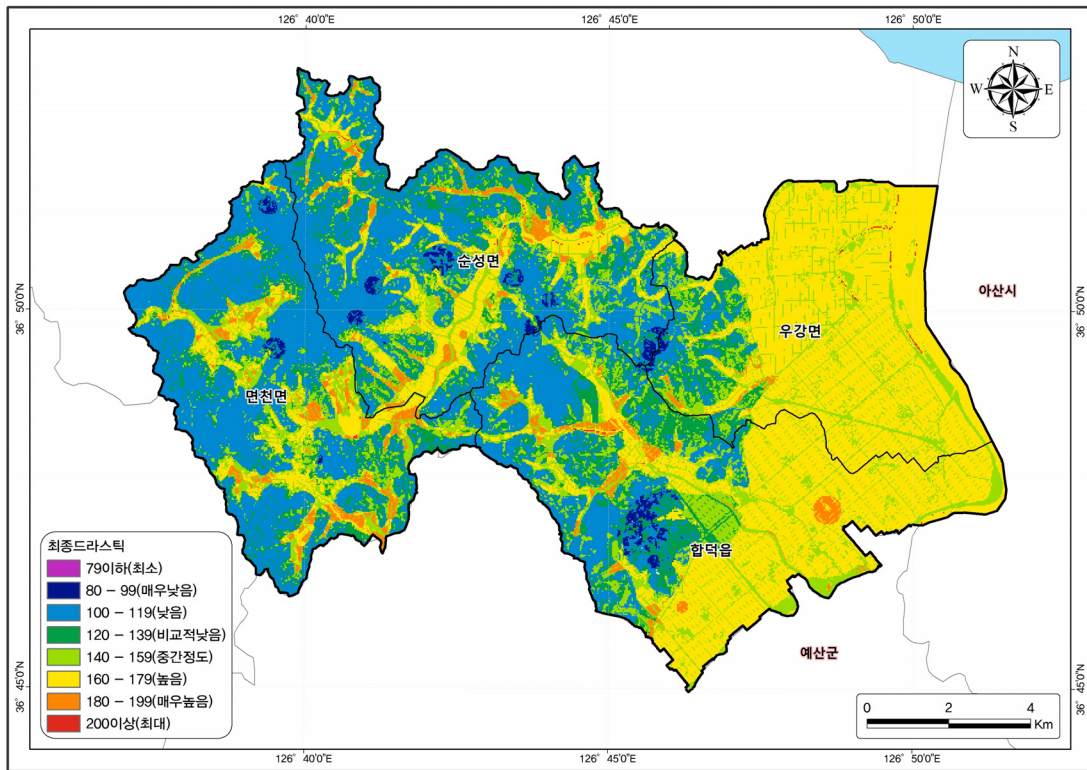 126° 40'0"E
126° 45'0"E
126° 50'0"E
N
W
E
S
순성면
아산시
36° 50'0"N
36° 50'0"N
우강면
면천면
합덕읍
예산군
최종드라스틱
79이하(최소)
80 - 99(매우낮음)
100 - 119(낮음)
120 - 139(비교적낮음)
140 - 159(중간정도)
160 - 179(높음)
180 - 199(매우높음)
200이상(최대)
36° 45'0"N
36° 45'0"N
0 2 4
Km
126° 40'0"E
126° 45'0"E
126° 50'0"E